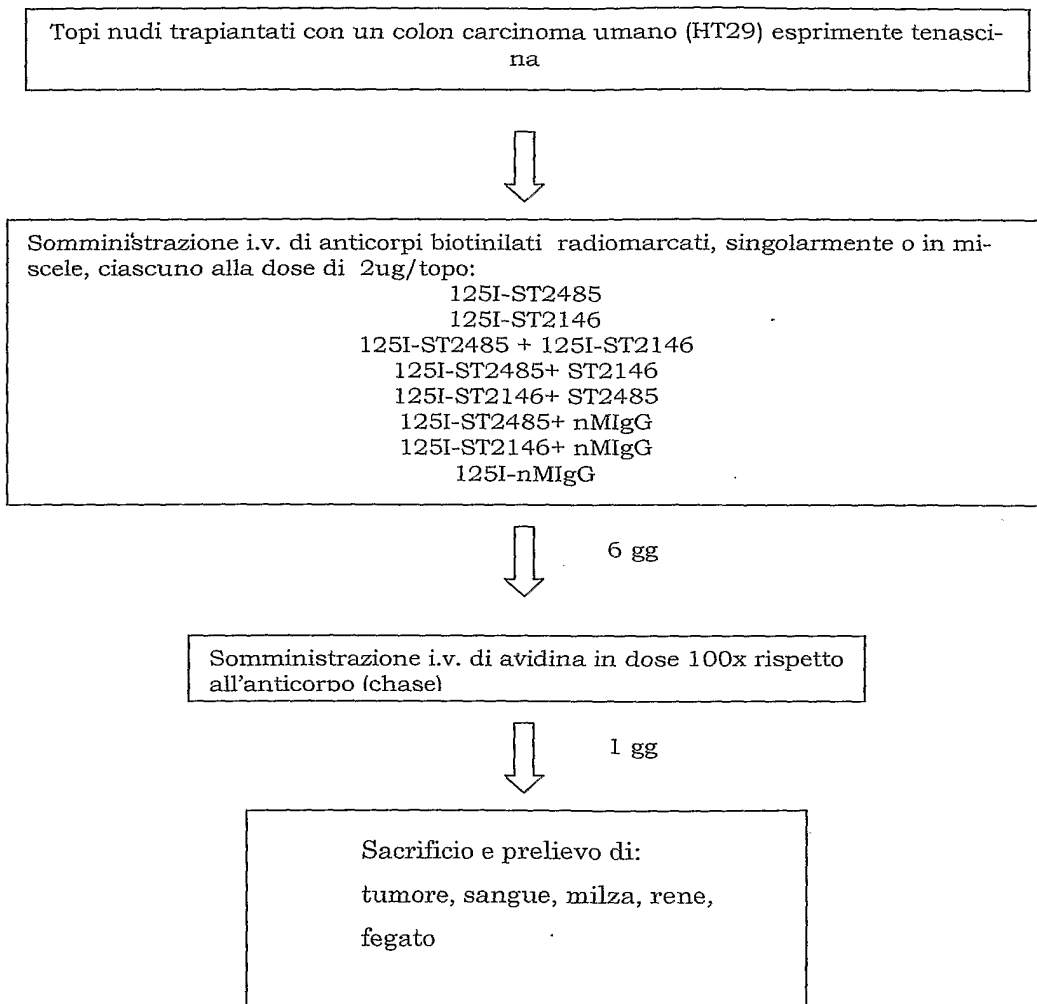 Topi nudi trapiantati con un colon carcinoma umano (HT29) esprimente tenasci-
na
Somministrazione i.v. di anticorpi biotinilati radiomarcati, singolarmente o in mi-
scele, ciascuno alla dose di 2ug/topo:
125I-ST2485
125I-ST2146
125I-ST2485 + 125I-ST2146
125I-ST2485+ ST2146
125I-ST2146+ ST2485
125I-ST2485+ nMIgG
125I-ST2146+ nMIgG
125I-nMIgG
6 gg
Somministrazione i.v. di avidina in dose 100x rispetto
all'anticorpo (chase)
1 gg
Sacrificio e prelievo di:
tumore, sangue, milza, rene,
fegato